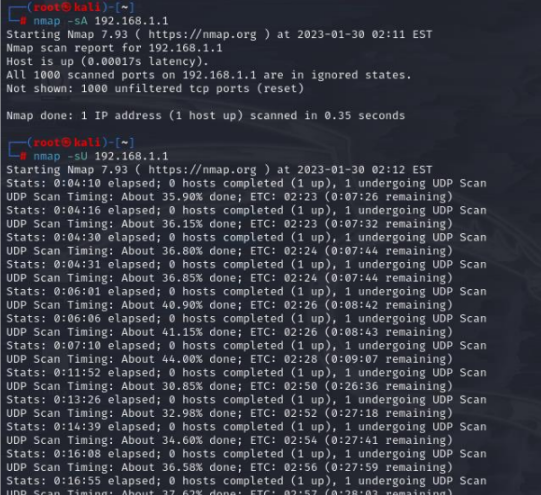 ┌──(root㉿kali)-[~]
└─# nmap -sA 192.168.1.1
Starting Nmap 7.93 ( https://nmap.org ) at 2023-01-30 02:11 EST
Nmap scan report for 192.168.1.1
Host is up (0.00017s latency).
All 1000 scanned ports on 192.168.1.1 are in ignored states.
Not shown: 1000 unfiltered tcp ports (reset)
Nmap done: 1 IP address (1 host up) scanned in 0.35 seconds
┌──(root㉿kali)-[~]
└─# nmap -sU 192.168.1.1
Starting Nmap 7.93 ( https://nmap.org ) at 2023-01-30 02:12 EST
Stats: 0:04:10 elapsed; 0 hosts completed (1 up), 1 undergoing UDP Scan
UDP Scan Timing: About 35.90% done; ETC: 02:23 (0:07:26 remaining)
Stats: 0:04:16 elapsed; 0 hosts completed (1 up), 1 undergoing UDP Scan
UDP Scan Timing: About 36.15% done; ETC: 02:23 (0:07:32 remaining)
Stats: 0:04:30 elapsed; 0 hosts completed (1 up), 1 undergoing UDP Scan
UDP Scan Timing: About 36.80% done; ETC: 02:24 (0:07:44 remaining)
Stats: 0:04:31 elapsed; 0 hosts completed (1 up), 1 undergoing UDP Scan
UDP Scan Timing: About 36.85% done; ETC: 02:24 (0:07:44 remaining)
Stats: 0:06:01 elapsed; 0 hosts completed (1 up), 1 undergoing UDP Scan
UDP Scan Timing: About 40.90% done; ETC: 02:26 (0:08:42 remaining)
Stats: 0:06:06 elapsed; 0 hosts completed (1 up), 1 undergoing UDP Scan
UDP Scan Timing: About 41.15% done; ETC: 02:26 (0:08:43 remaining)
Stats: 0:07:10 elapsed; 0 hosts completed (1 up), 1 undergoing UDP Scan
UDP Scan Timing: About 44.00% done; ETC: 02:28 (0:09:07 remaining)
Stats: 0:11:52 elapsed; 0 hosts completed (1 up), 1 undergoing UDP Scan
UDP Scan Timing: About 30.85% done; ETC: 02:50 (0:26:36 remaining)
Stats: 0:13:26 elapsed; 0 hosts completed (1 up), 1 undergoing UDP Scan
UDP Scan Timing: About 32.98% done; ETC: 02:52 (0:27:18 remaining)
Stats: 0:14:39 elapsed; 0 hosts completed (1 up), 1 undergoing UDP Scan
UDP Scan Timing: About 34.60% done; ETC: 02:54 (0:27:41 remaining)
Stats: 0:16:08 elapsed; 0 hosts completed (1 up), 1 undergoing UDP Scan
UDP Scan Timing: About 36.58% done; ETC: 02:56 (0:27:59 remaining)
Stats: 0:16:55 elapsed; 0 hosts completed (1 up), 1 undergoing UDP Scan
UDP Scan Timing: About 37.62% done; ETC: 02:57 (0:28:03 remaining)